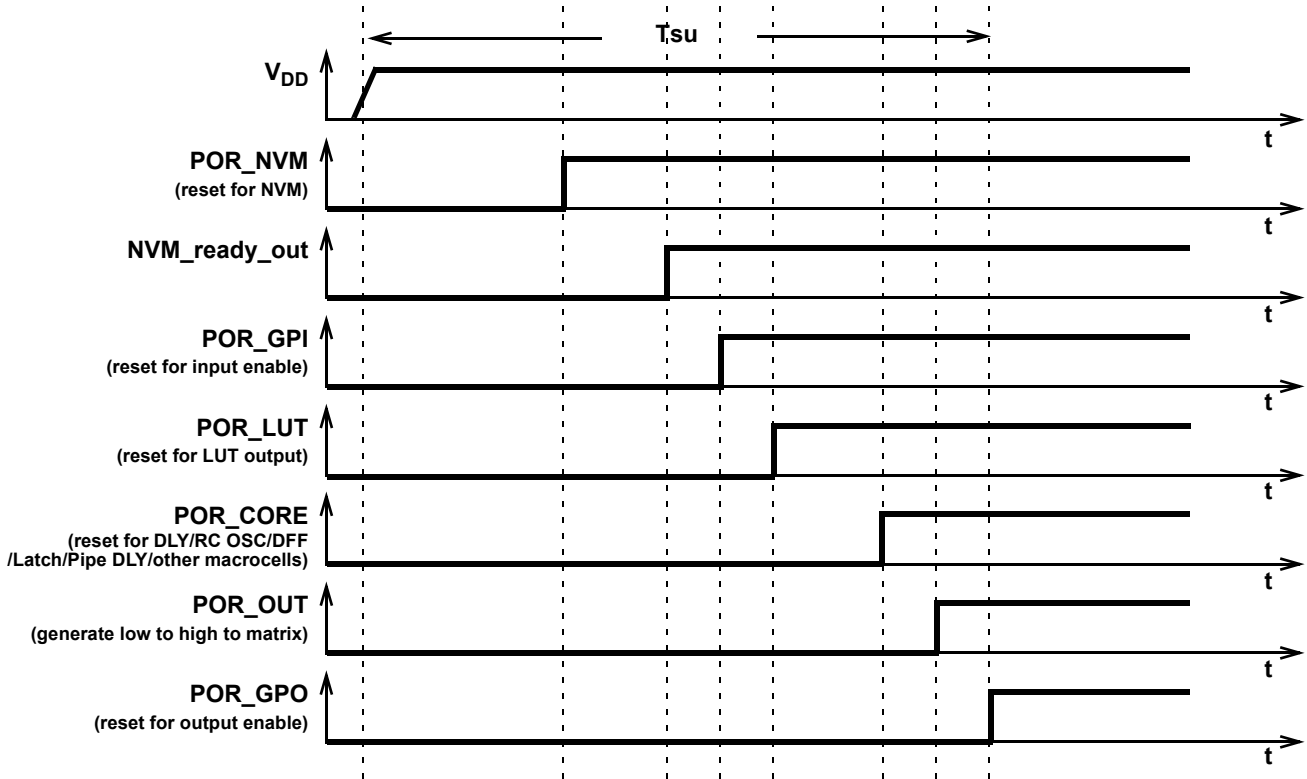 Tsu
VDD
t
POR_NVM
(reset for NVM)
t
NVM_ready_out
t
POR_GPI
(reset for input enable)
t
POR_LUT
(reset for LUT output)
t
POR_CORE
(reset for DLY/RC OSC/DFF
/Latch/Pipe DLY/other macrocells)
t
POR_OUT
(generate low to high to matrix)
t
POR_GPO
(reset for output enable)
t